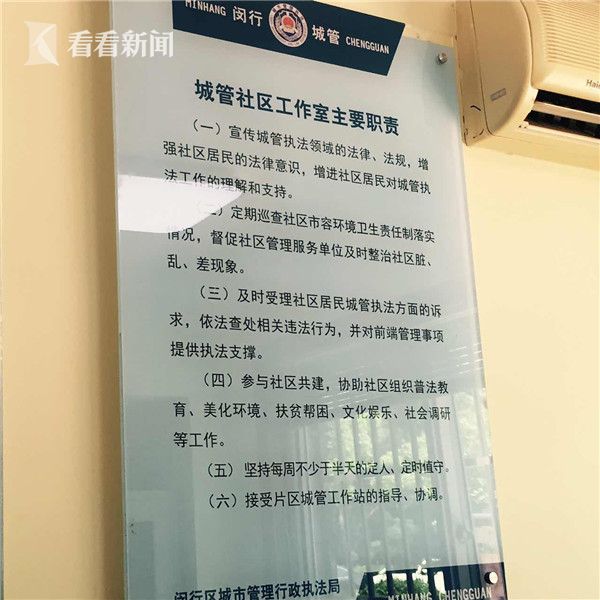 MINHANG 闵行 城管 CHENGGUAN
看看新闻
Haier
城管社区工作室主要职责
（一）宣传城管执法领域的法律、法规，增
强社区居民的法律意识，增进社区居民对城管执
法工作的理解和支持。
（二）定期巡查社区市容环境卫生责任制落实
情况，督促社区管理服务单位及时整治社区脏、
乱、差现象。
（三）及时受理社区居民城管执法方面的诉
求，依法查处相关违法行为，并对前端管理事项
提供执法支撑。
（四）参与社区共建，协助社区组织普法教
育、美化环境、扶贫帮困、文化娱乐、社会调研
等工作。
（五）坚持每周不少于半天的定人、定时值守。
（六）接受片区城管工作站的指导、协调。
闵行区城市管理行政执法局
MINHANG CHENGGUAN